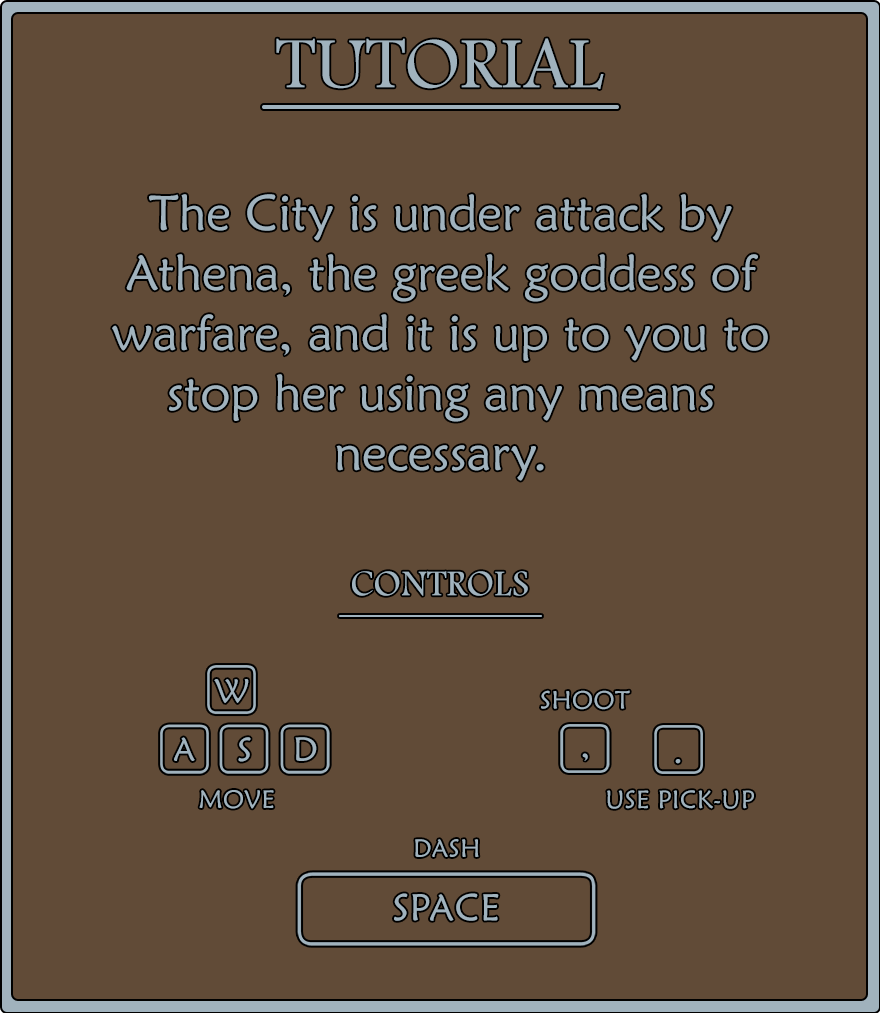 TUTORIAL
The City is under attack by
Athena, the greek goddess of
warfare, and it is up to you to
stop her using any means
necessary.
CONTROLS
W
A S D
MOVE
SHOOT
, .
USE PICK-UP
DASH
SPACE